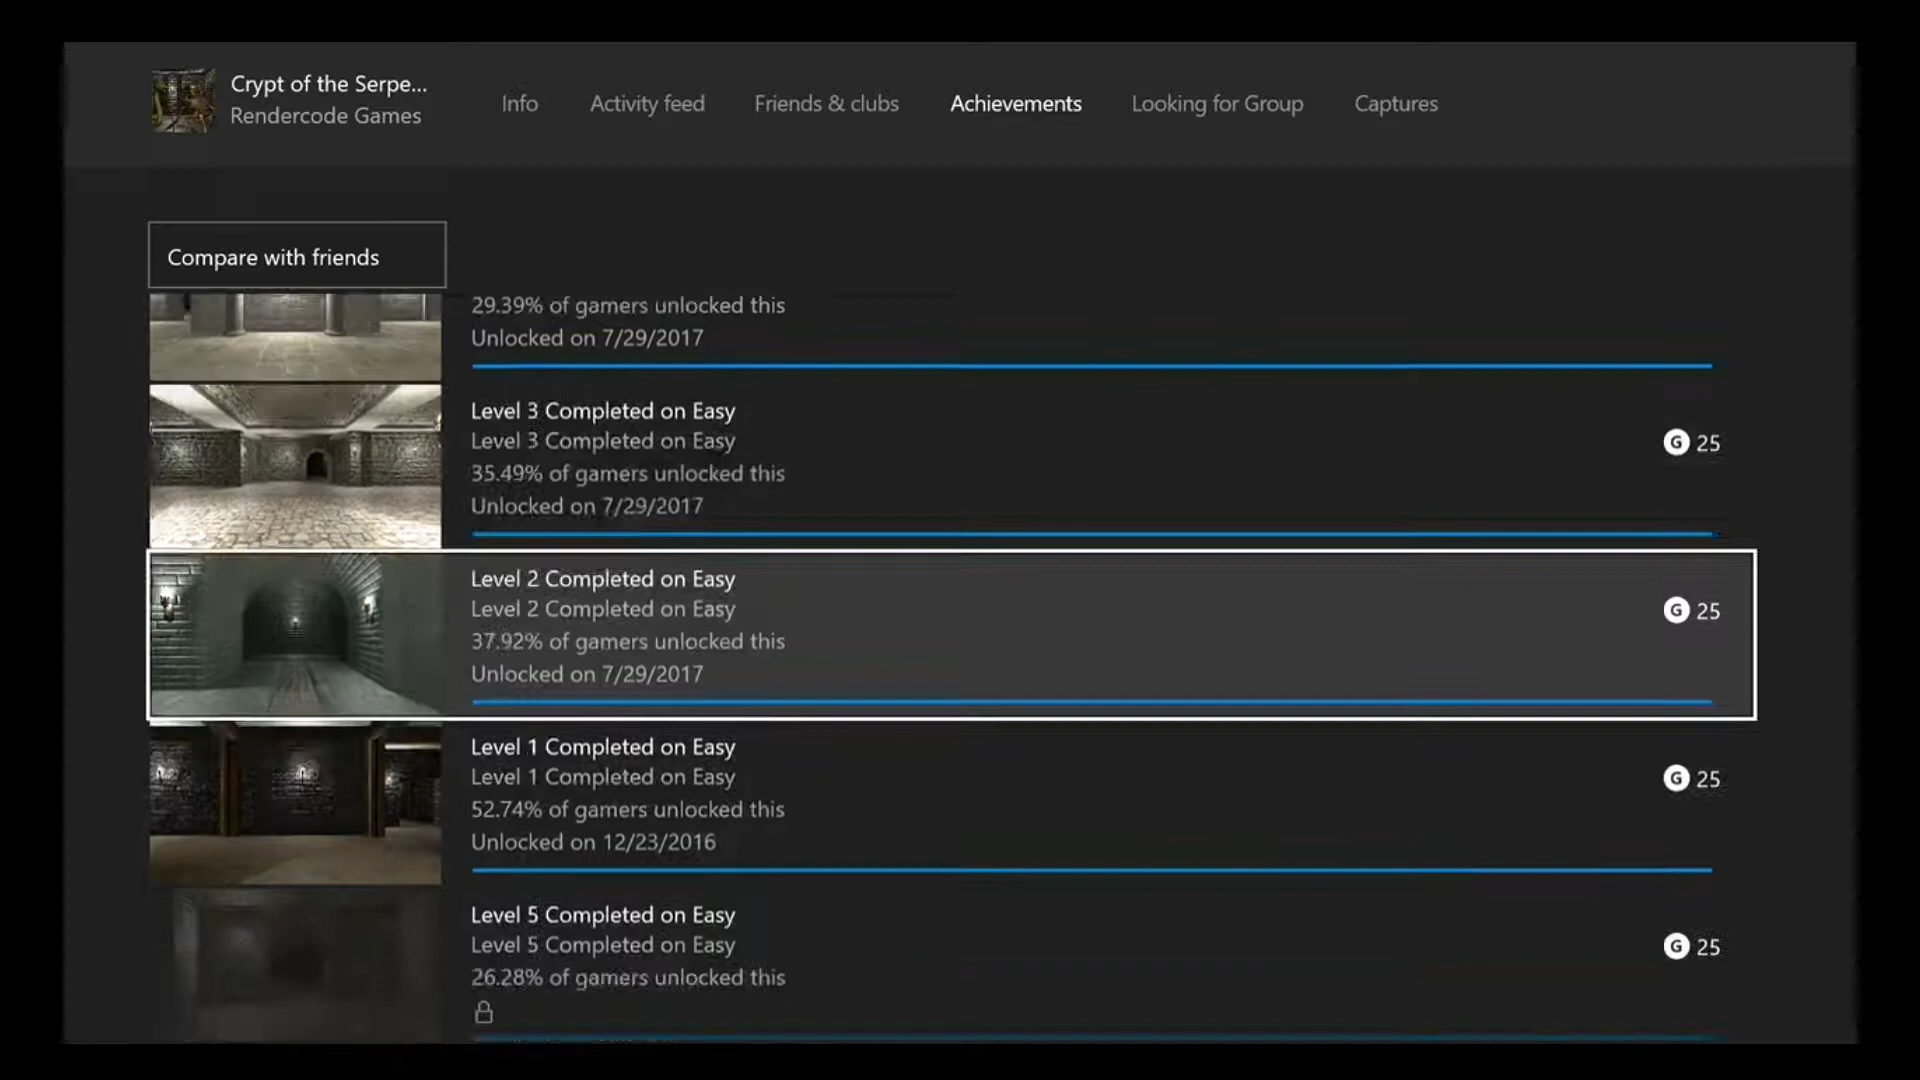 Crypt of the Serpe...
Rendercode Games
Info
Activity feed
Friends & clubs
Achievements
Looking for Group
Captures
Compare with friends
29.39% of gamers unlocked this
Unlocked on 7/29/2017
Level 3 Completed on Easy
Level 3 Completed on Easy
G 25
35.49% of gamers unlocked this
Unlocked on 7/29/2017
Level 2 Completed on Easy
Level 2 Completed on Easy
G 25
37.92% of gamers unlocked this
Unlocked on 7/29/2017
Level 1 Completed on Easy
Level 1 Completed on Easy
G 25
52.74% of gamers unlocked this
Unlocked on 12/23/2016
Level 5 Completed on Easy
Level 5 Completed on Easy
G 25
26.28% of gamers unlocked this